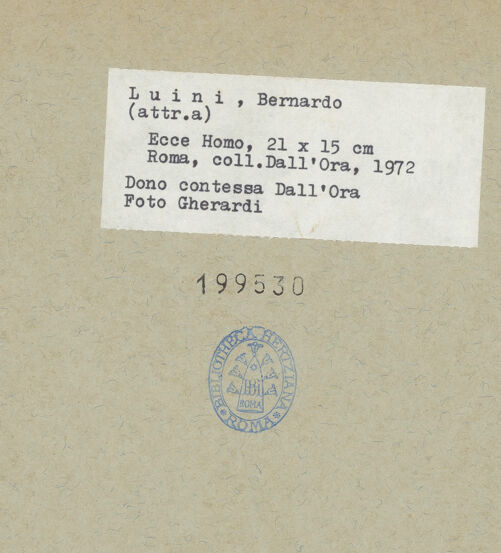 L u i n i , Bernardo
(attr.a)
Ecce Homo, 21 x 15 cm
Roma, coll.Dall'Ora, 1972
Dono contessa Dall'Ora
Foto Gherardi
199530
BIBLIOTHECA HERTZIANA
ROMA
ROMA